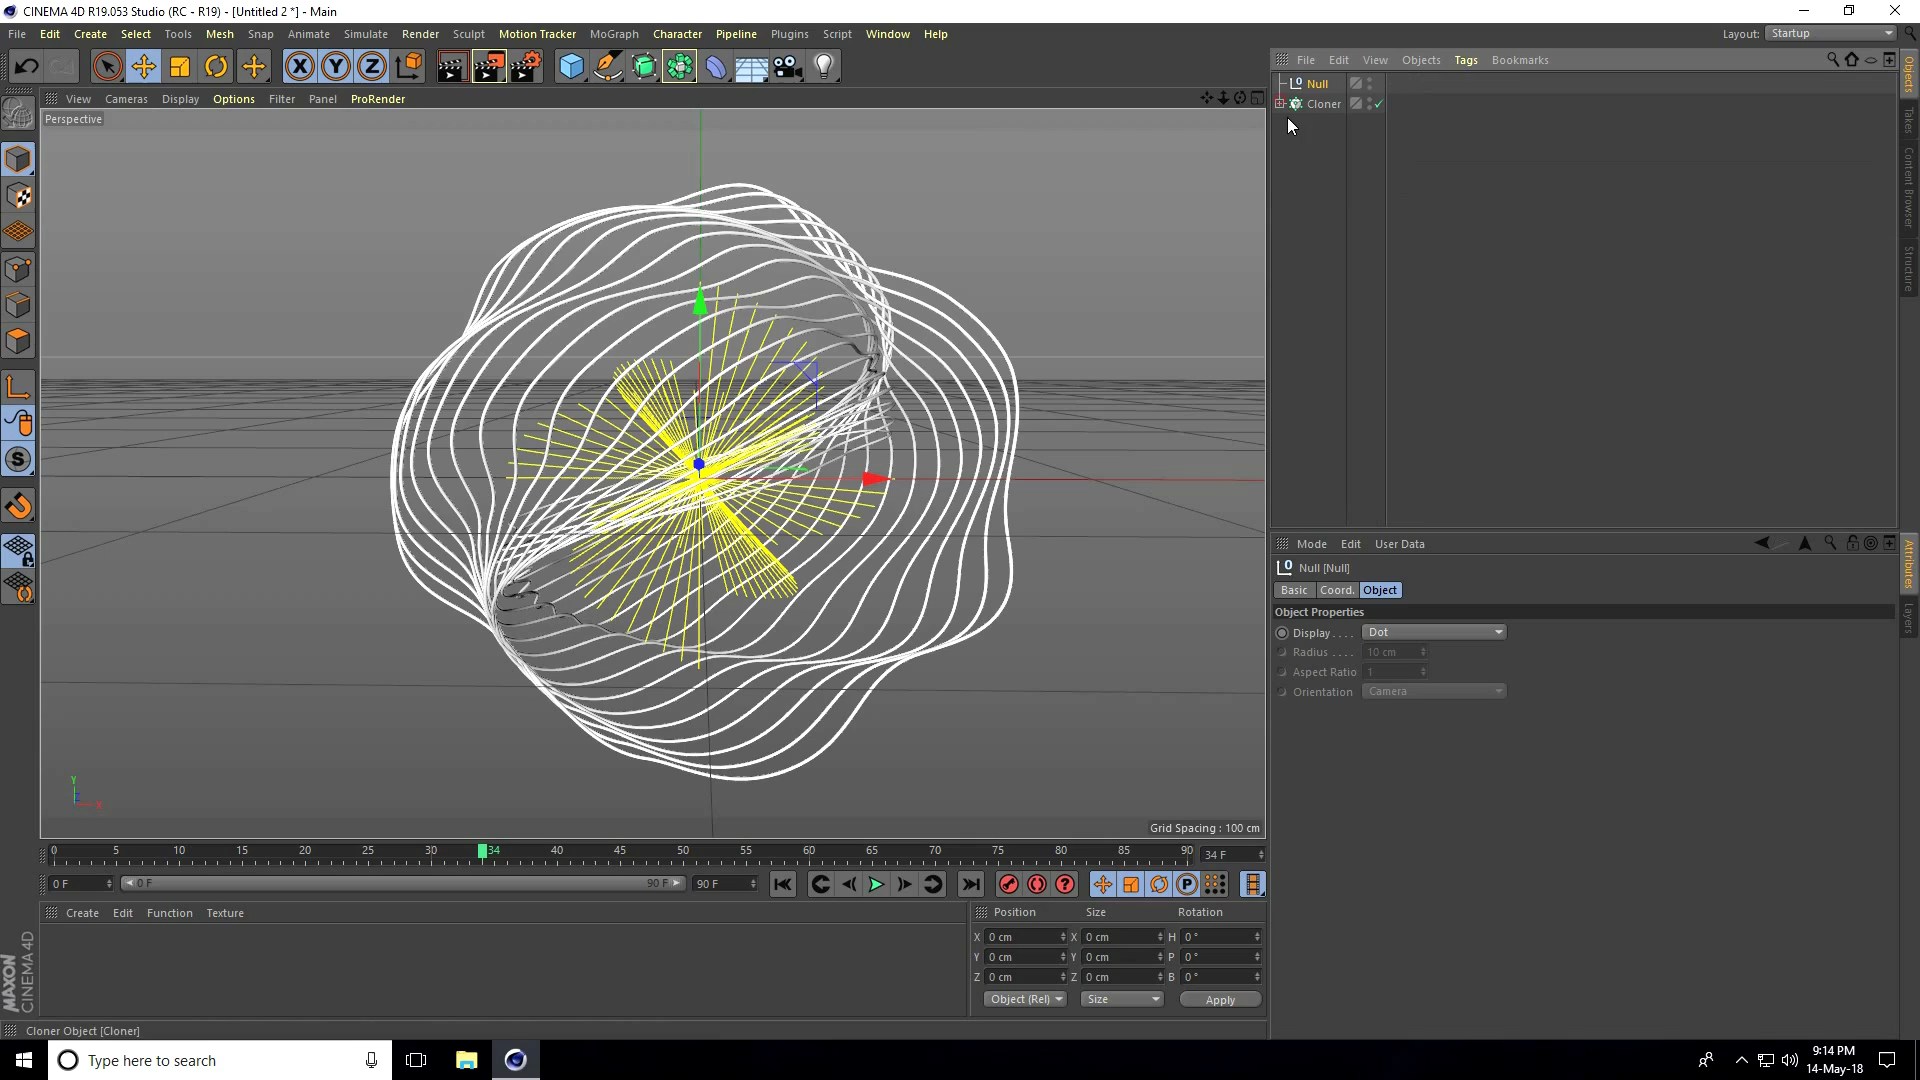 CINEMA 4D R19.053 Studio (RC - R19) - [Untitled 2 *] - Main
File Edit Create Select Tools Mesh Snap Animate Simulate Render Sculpt Motion Tracker MoGraph Character Pipeline Plugins Script Window Help
Layout: Startup
File Edit View Objects Tags Bookmarks
Null
Cloner
View Cameras Display Options Filter Panel ProRender
Perspective
X Y Z
S
Y
X
Grid Spacing : 100 cm
Objects
Takes
Content Browser
Structure
Mode Edit User Data
Null [Null]
Basic Coord. Object
Object Properties
Display.... Dot
Radius .... 10 cm
Aspect Ratio 1
Orientation Camera
Attributes
Layers
0 5 10 15 20 25 30 34 40 45 50 55 60 65 70 75 80 85 90
34 F
0 F 0 F 90 F 90 F
? P
Create Edit Function Texture
Position Size Rotation
X 0 cm X 0 cm H 0 °
Y 0 cm Y 0 cm P 0 °
Z 0 cm Z 0 cm B 0 °
Object (Rel) Size Apply
MAXON
CINEMA 4D
Cloner Object [Cloner]
Type here to search
9:14 PM
14-May-18